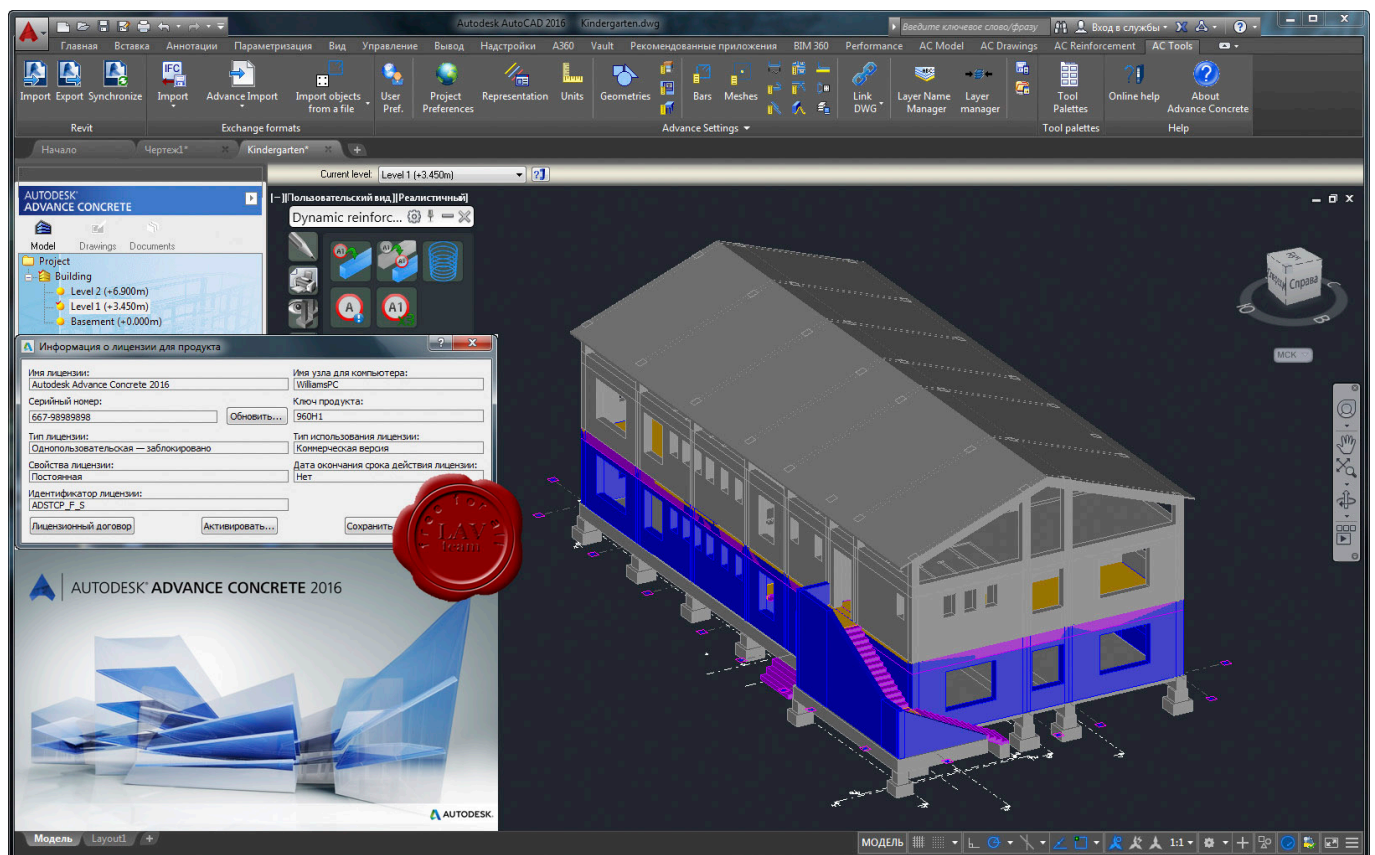 Autodesk AutoCAD 2016 Kindergarten.dwg
Введите ключевое слово/фразу
Вход в службы
Главная Вставка Аннотации Параметризация Вид Управление Вывод Надстройки A360 Vault Рекомендованные приложения BIM 360 Performance AC Model AC Drawings AC Reinforcement AC Tools
IFC
Import Export Synchronize Import Advance Import Import objects from a file User Pref. Project Preferences Representation Units Geometries Bars Meshes Link DWG Layer Name Manager Layer manager Tool Palettes Online help About Advance Concrete
Revit Exchange formats Advance Settings Tool palettes Help
Начало Чертеж1* Kindergarten*
Current level: Level 1 (+3.450m)
AUTODESK®
ADVANCE CONCRETE
[−][Пользовательский вид][Реалистичный]
Dynamic reinforc...
Model Drawings Documents
Project
Building
Level 2 (+6.900m)
Level 1 (+3.450m)
Basement (+0.000m)
A1 A1
A A1
Справа
В
МСК
Информация о лицензии для продукта
Имя лицензии: Имя узла для компьютера:
Autodesk Advance Concrete 2016 WilliamsPC
Серийный номер: Ключ продукта:
667-98989898 Обновить... 960H1
Тип лицензии: Тип использования лицензии:
Однопользовательская — заблокировано Коммерческая версия
Свойства лицензии: Дата окончания срока действия лицензии:
Постоянная Нет
Идентификатор лицензии:
ADSTCP_F_S
Лицензионный договор Активировать... Сохранить
LAV
team
AUTODESK® ADVANCE CONCRETE 2016
AUTODESK.
Модель Layout1 +
МОДЕЛЬ 1:1